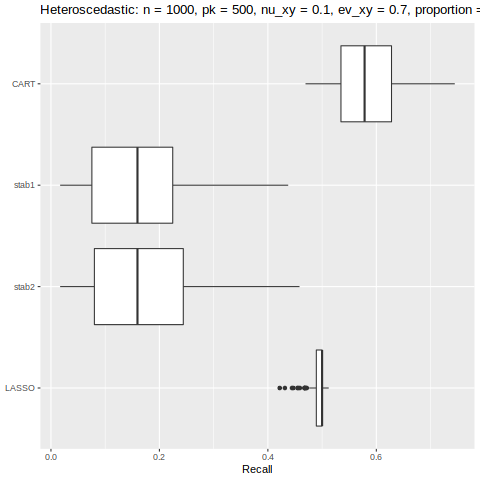 Heteroscedastic: n = 1000, pk = 500, nu_xy = 0.1, ev_xy = 0.7, proportion =
CART
stab1
stab2
LASSO
0.0 0.2 0.4 0.6
Recall